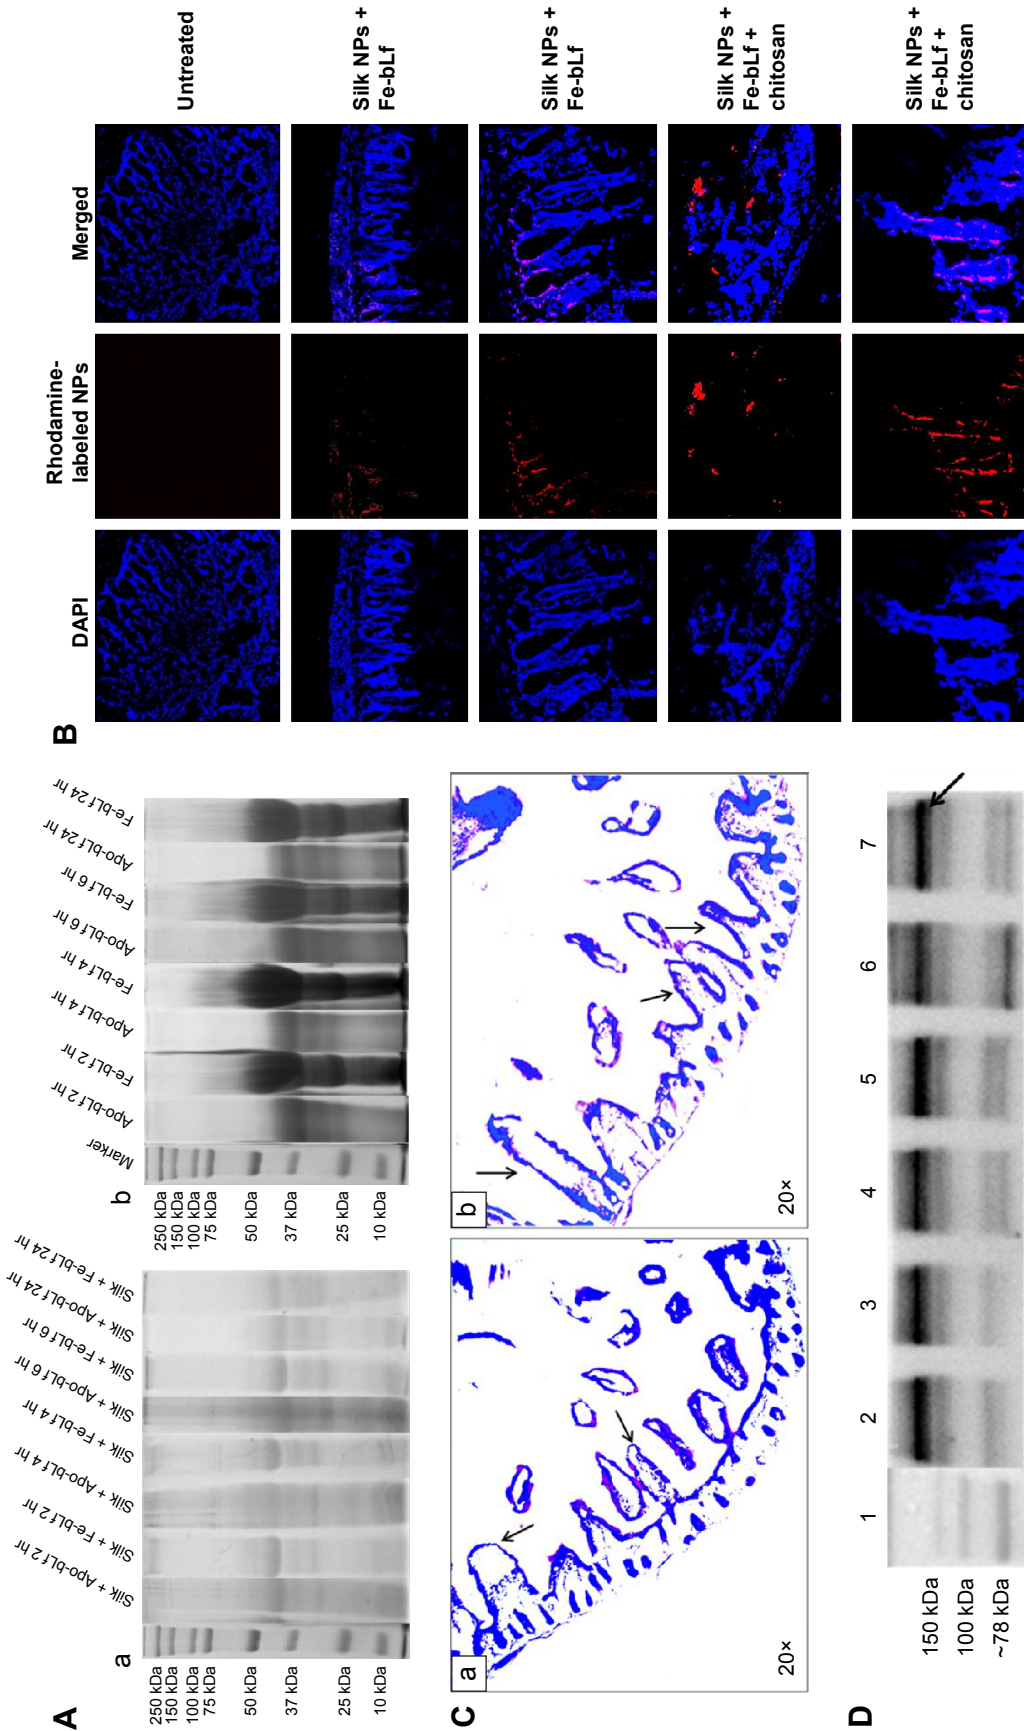 A
a
Silk + Apo-bLf 2 hr
Silk + Fe-bLf 2 hr
Silk + Apo-bLf 4 hr
Silk + Fe-bLf 4 hr
Silk + Apo-bLf 6 hr
Silk + Fe-bLf 6 hr
Silk + Apo-bLf 24 hr
Silk + Fe-bLf 24 hr
250 kDa
150 kDa
100 kDa
75 kDa
50 kDa
37 kDa
25 kDa
10 kDa
b
Marker
Apo-bLf 2 hr
Fe-bLf 2 hr
Apo-bLf 4 hr
Fe-bLf 4 hr
Apo-bLf 6 hr
Fe-bLf 6 hr
Apo-bLf 24 hr
Fe-bLf 24 hr
250 kDa
150 kDa
100 kDa
75 kDa
50 kDa
37 kDa
25 kDa
10 kDa
B
DAPI
Rhodamine-
labeled NPs
Merged
Untreated
Silk NPs +
Fe-bLf
Silk NPs +
Fe-bLf
Silk NPs +
Fe-bLf +
chitosan
Silk NPs +
Fe-bLf +
chitosan
C
a
20×
b
20×
D
1 2 3 4 5 6 7
150 kDa
100 kDa
~78 kDa